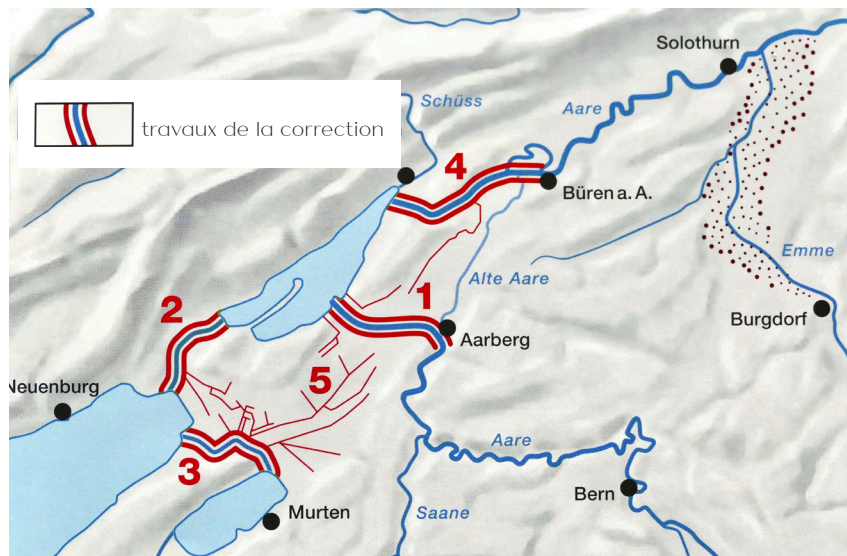 Solothurn
Schüss
Aare
travaux de la correction
4
Büren a. A.
Emme
Alte Aare
1
2
Burgdorf
Aarberg
5
Neuenburg
Aare
3
Bern
Murten
Saane